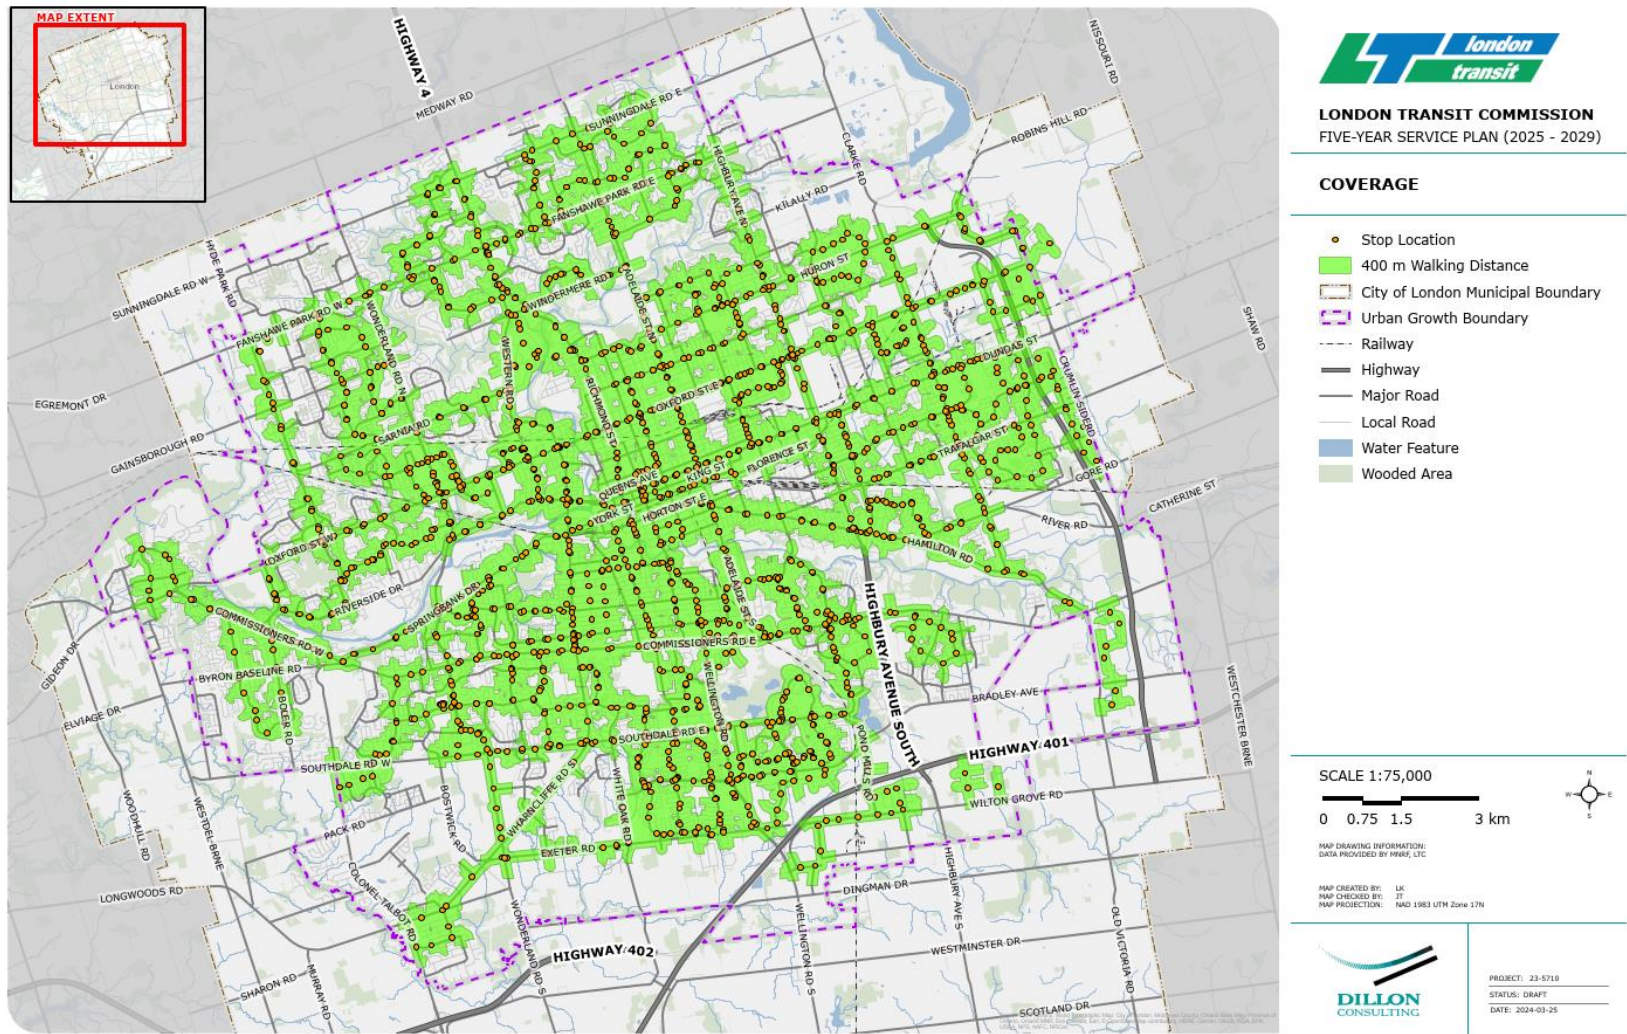 MAP EXTENT
London
4
HIGHWAY 4
MEDWAY RD
SUNNINGDALE RD E
NISSOURI RD
ROBINS HILL RD
CLARKE RD
HIGHBURY AVE N
KILALLY RD
FANSHAWE PARK RD E
HYDE PARK RD
SUNNINGDALE RD W
FANSHAWE PARK RD W
WONDERLAND RD N
WINDERMERE RD
ADELAIDE ST N
HURON ST
SHAW RD
DUNDAS ST
CRUMLIN SIDERD
WESTERN RD
RICHMOND ST
OXFORD ST E
EGREMONT DR
SARNIA RD
GAINSBOROUGH RD
TRAFALGAR ST
FLORENCE ST
KING ST
QUEENS AVE
GORE RD
CATHERINE ST
YORK ST
HORTON ST E
RIVER RD
OXFORD ST W
HAMILTON RD
ADELAIDE ST S
RIVERSIDE DR
SPRINGBANK DR
COMMISSIONERS RD W
COMMISSIONERS RD E
GIDEON DR
BYRON BASELINE RD
HIGHBURY AVENUE SOUTH
WELLINGTON RD
BRADLEY AVE
WESTCHESTER BRNE
ELVIAGE DR
BOLER RD
SOUTHDALE RD E
POND MILLS RD
HIGHWAY 401
SOUTHDALE RD W
WHARNCLIFFE RD S
WHITE OAK RD
WILTON GROVE RD
WOODHULL RD
WESTDEL BRNE
PACK RD
BOSTWICK RD
EXETER RD
COLONEL TALBOT RD
LONGWOODS RD
DINGMAN DR
HIGHBURY AVE S
WONDERLAND RD S
WELLINGTON RD S
OLD VICTORIA RD
WESTMINSTER DR
HIGHWAY 402
SHARON RD
MURRAY RD
SCOTLAND DR
london
transit
LONDON TRANSIT COMMISSION
FIVE-YEAR SERVICE PLAN (2025 - 2029)
COVERAGE
Stop Location
400 m Walking Distance
City of London Municipal Boundary
Urban Growth Boundary
Railway
Highway
Major Road
Local Road
Water Feature
Wooded Area
SCALE 1:75,000
0 0.75 1.5 3 km
N
W E
S
MAP DRAWING INFORMATION:
DATA PROVIDED BY MNRF, LTC
MAP CREATED BY: LK
MAP CHECKED BY: JT
MAP PROJECTION: NAD 1983 UTM Zone 17N
DILLON
CONSULTING
PROJECT: 23-5710
STATUS: DRAFT
DATE: 2024-03-25